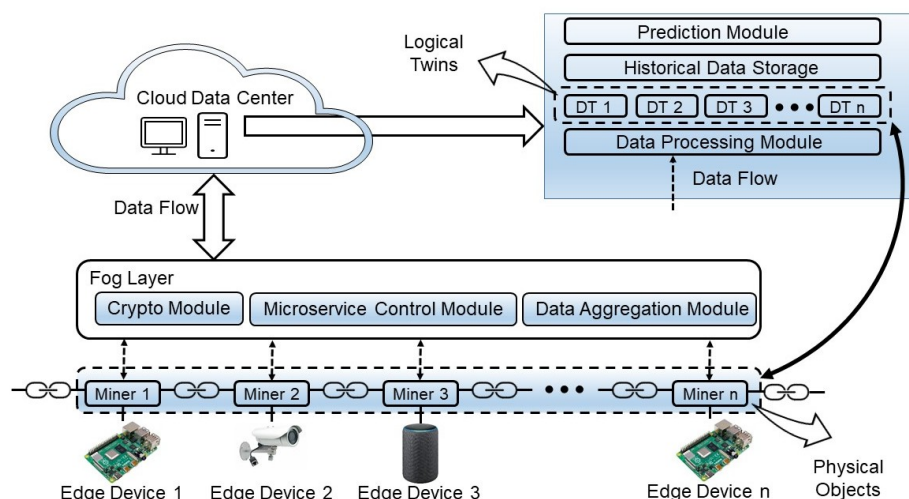 Prediction Module
Logical
Twins
Historical Data Storage
Cloud Data Center
DT 1 DT 2 DT 3 DT n
Data Processing Module
Data Flow
Data Flow
Fog Layer
Crypto Module Microservice Control Module Data Aggregation Module
Miner 1 Miner 2 Miner 3 Miner n
Edge Device 1 Edge Device 2 Edge Device 3 Edge Device n
Physical
Objects